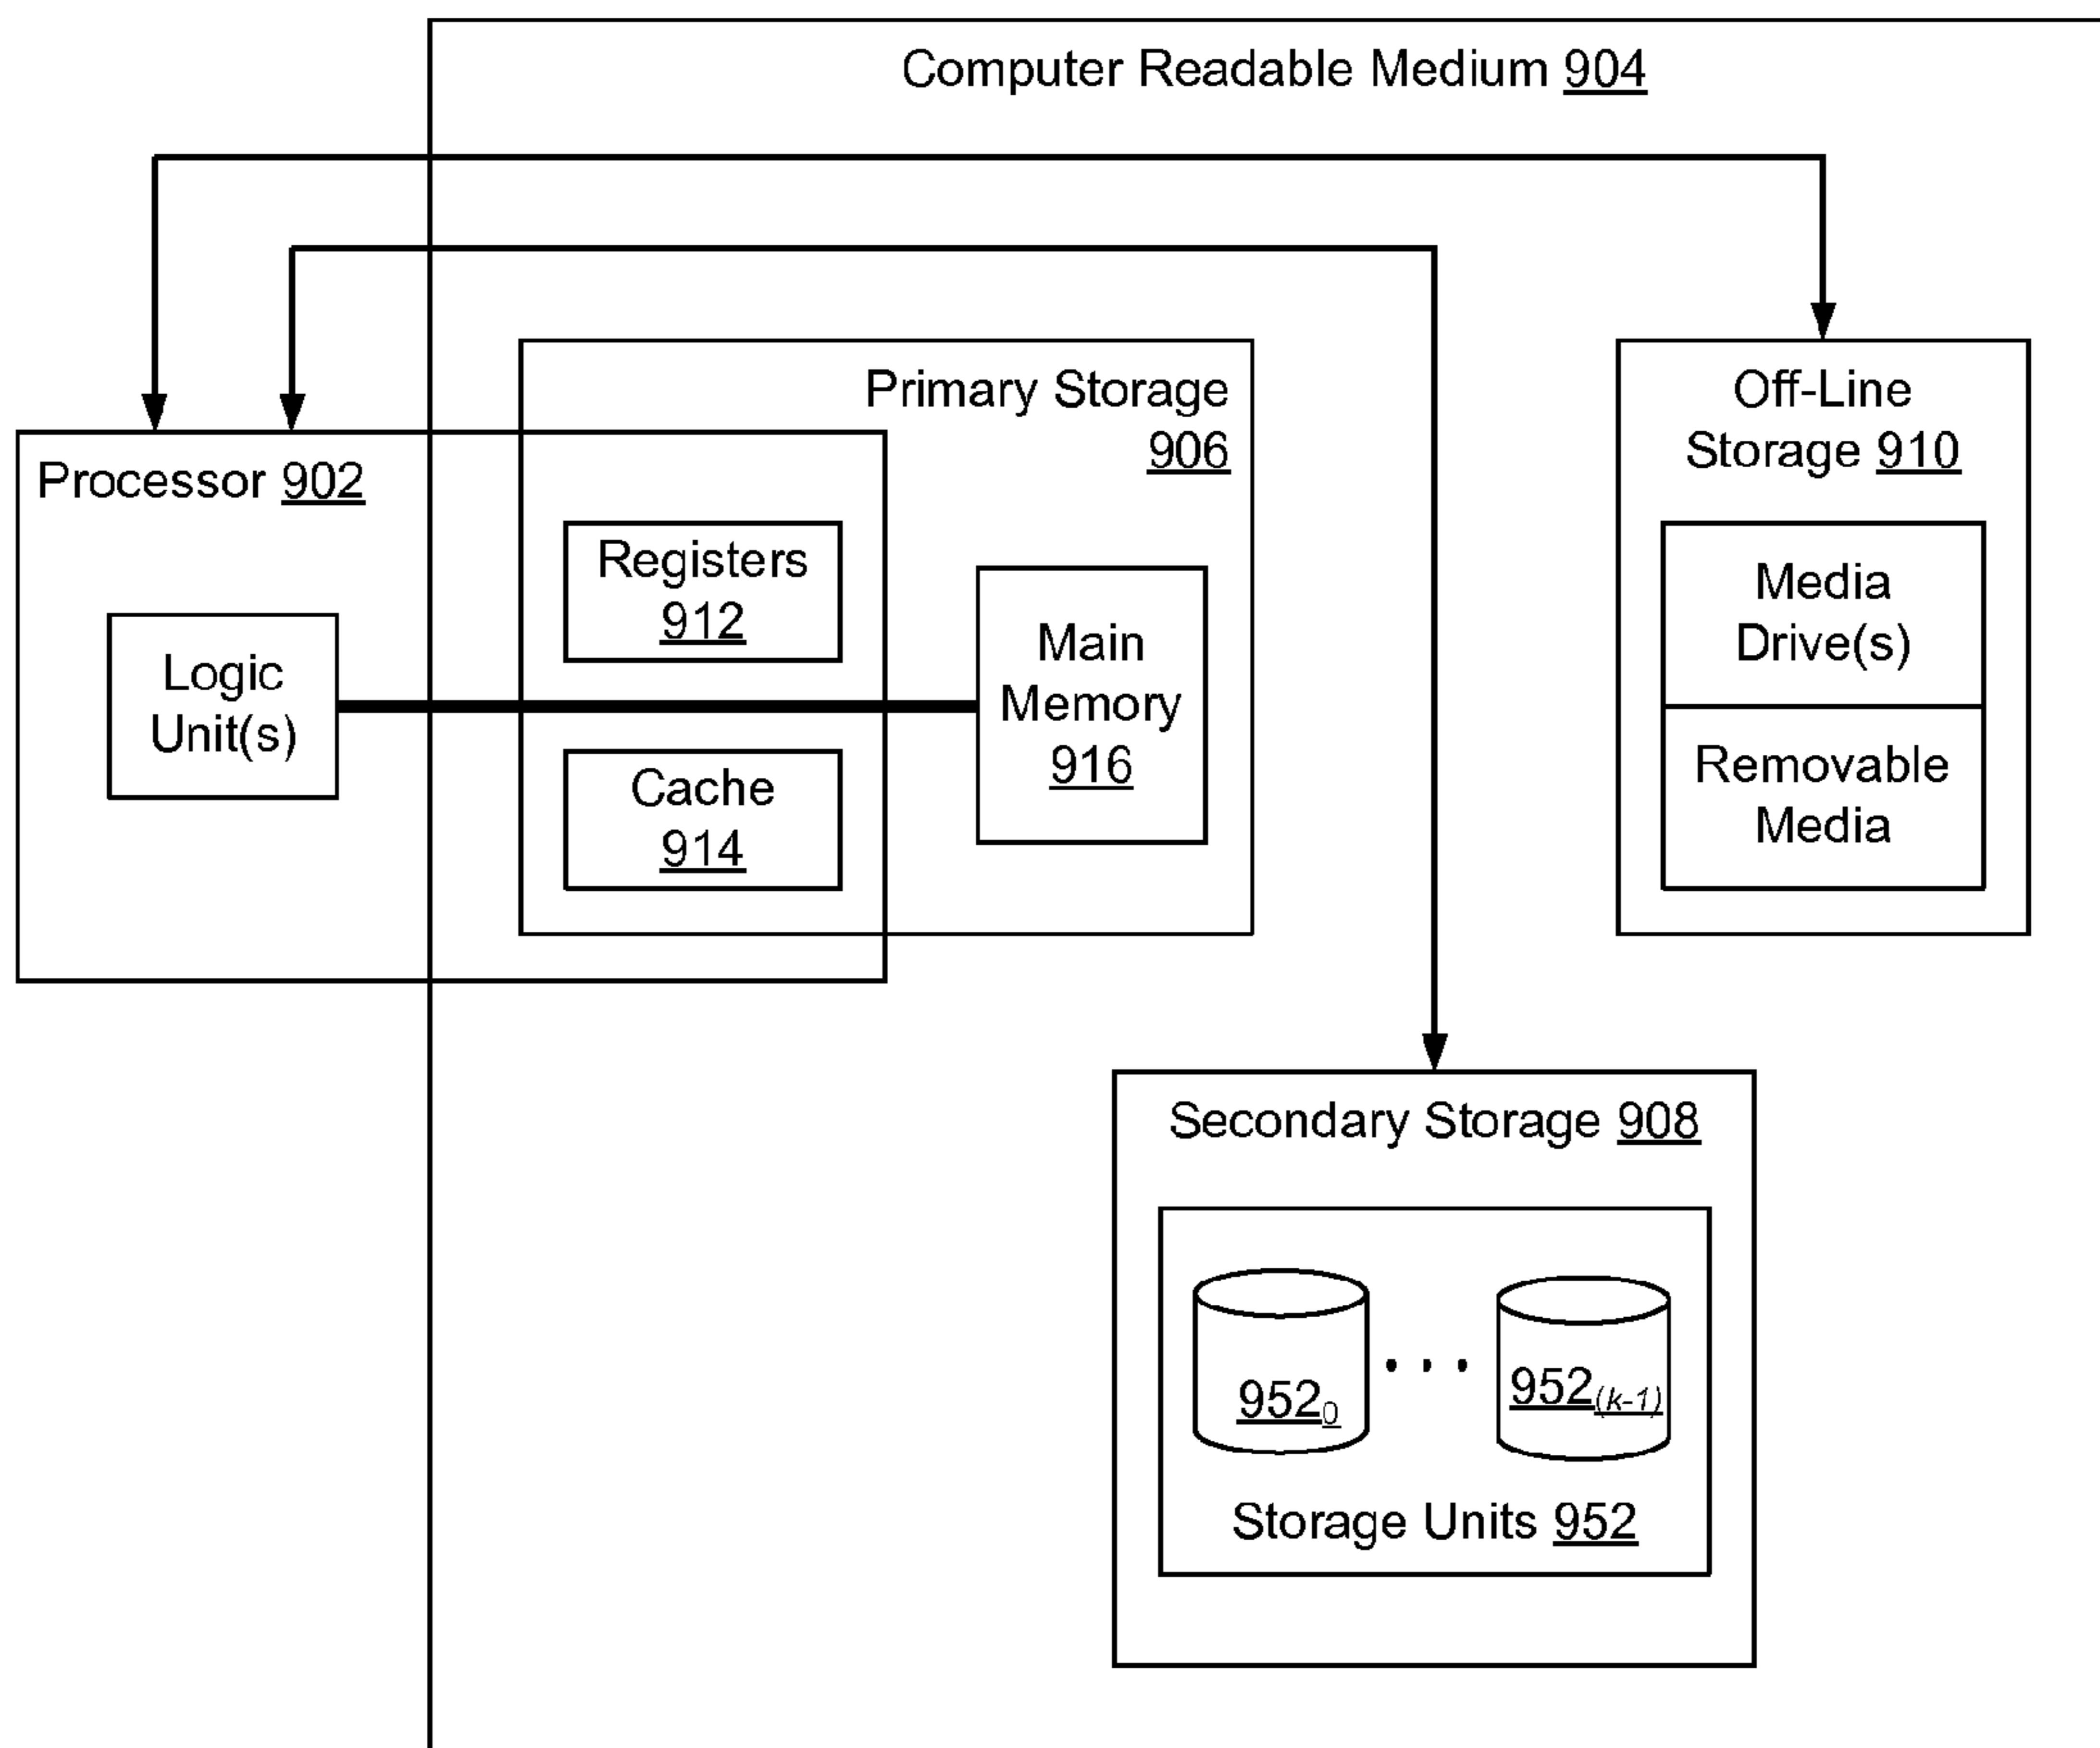 Computer Readable Medium 904
Primary Storage
906
Off-Line
Storage 910
Processor 902
Registers
912
Media
Drive(s)
Main
Memory
916
Logic
Unit(s)
Removable
Media
Cache
914
Secondary Storage 908
952₀ ... 952(k-1)
Storage Units 952